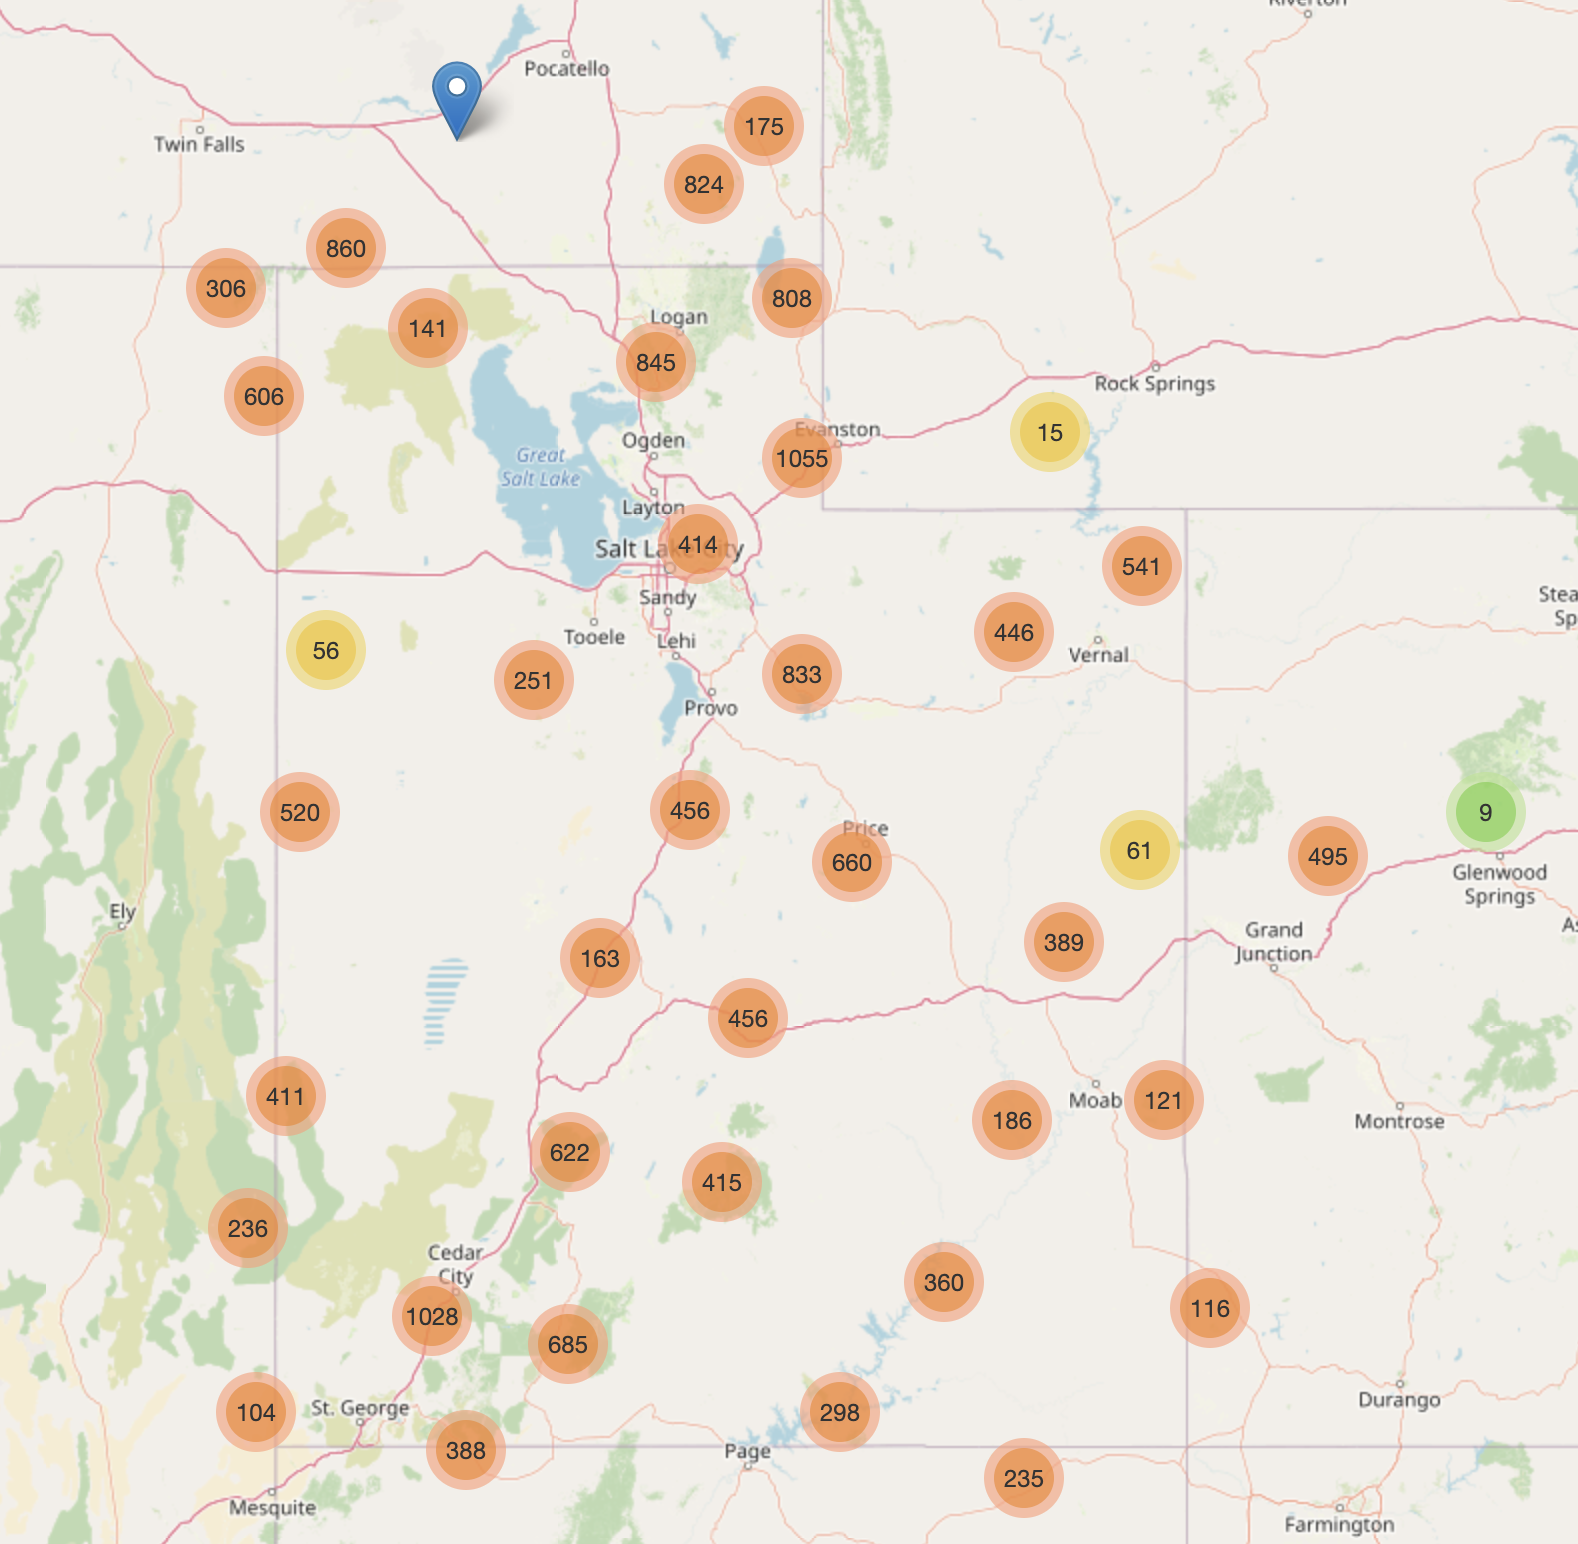 Riverton
Pocatello
175
Twin Falls
824
860
306
808
Logan
141
845
Rock Springs
606
Evanston
15
Ogden
Great
Salt Lake
1055
Layton
414
Salt Lake City
541
Sandy
Stea
Sp
446
Tooele
Lehi
56
Vernal
833
251
Provo
456
520
9
Price
61
495
660
Glenwood
Springs
Ely
As
Grand
Junction
389
163
456
411
Moab
121
186
Montrose
622
415
236
Cedar
City
360
116
1028
685
Durango
St. George
104
298
388
Page
235
Mesquite
Farmington